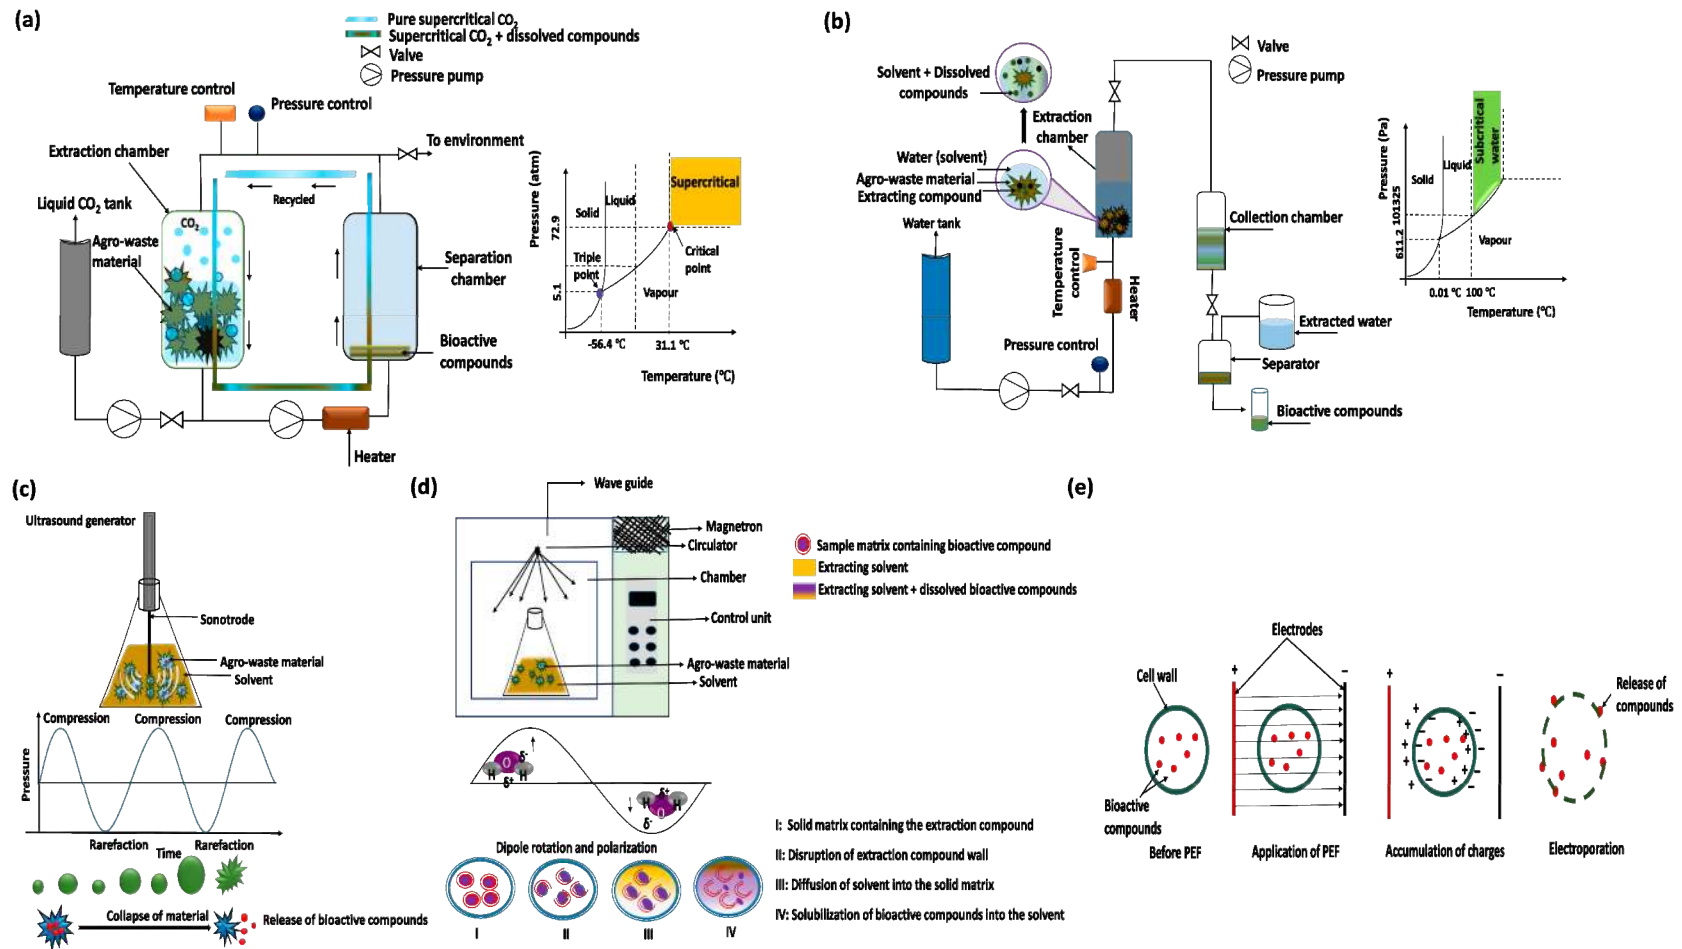 (a)
Pure supercritical CO2
Supercritical CO2 + dissolved compounds
Valve
Pressure pump
Temperature control
Pressure control
To environment
Extraction chamber
Recycled
Liquid CO2 tank
CO2
Agro-waste
material
Separation
chamber
Bioactive
compounds
Heater
Pressure (atm)
72.9
5.1
Solid
Liquid
Supercritical
Triple
point
Critical
point
Vapour
-56.4 °C
31.1 °C
Temperature (°C)
(b)
Valve
Pressure pump
Solvent + Dissolved
compounds
Extraction
chamber
Water (solvent)
Agro-waste material
Extracting compound
Water tank
Temperature
control
Heater
Pressure control
Collection chamber
Extracted water
Separator
Bioactive compounds
Pressure (Pa)
101325
611.2
Solid
Liquid
Subcritical
water
Vapour
0.01 °C
100 °C
Temperature (°C)
(c)
Ultrasound generator
Sonotrode
Agro-waste material
Solvent
Compression
Compression
Compression
Pressure
Rarefaction
Rarefaction
Time
Collapse of material
Release of bioactive compounds
(d)
Wave guide
Magnetron
Circulator
Chamber
Control unit
Agro-waste material
Solvent
Sample matrix containing bioactive compound
Extracting solvent
Extracting solvent + dissolved bioactive compounds
δ-
O
H
H
δ+
δ+
H
H
O
δ-
Dipole rotation and polarization
I
II
III
IV
I: Solid matrix containing the extraction compound
II: Disruption of extraction compound wall
III: Diffusion of solvent into the solid matrix
IV: Solubilization of bioactive compounds into the solvent
(e)
Electrodes
Cell wall
+
-
+
-
Release of
compounds
Bioactive
compounds
Before PEF
Application of PEF
Accumulation of charges
Electroporation